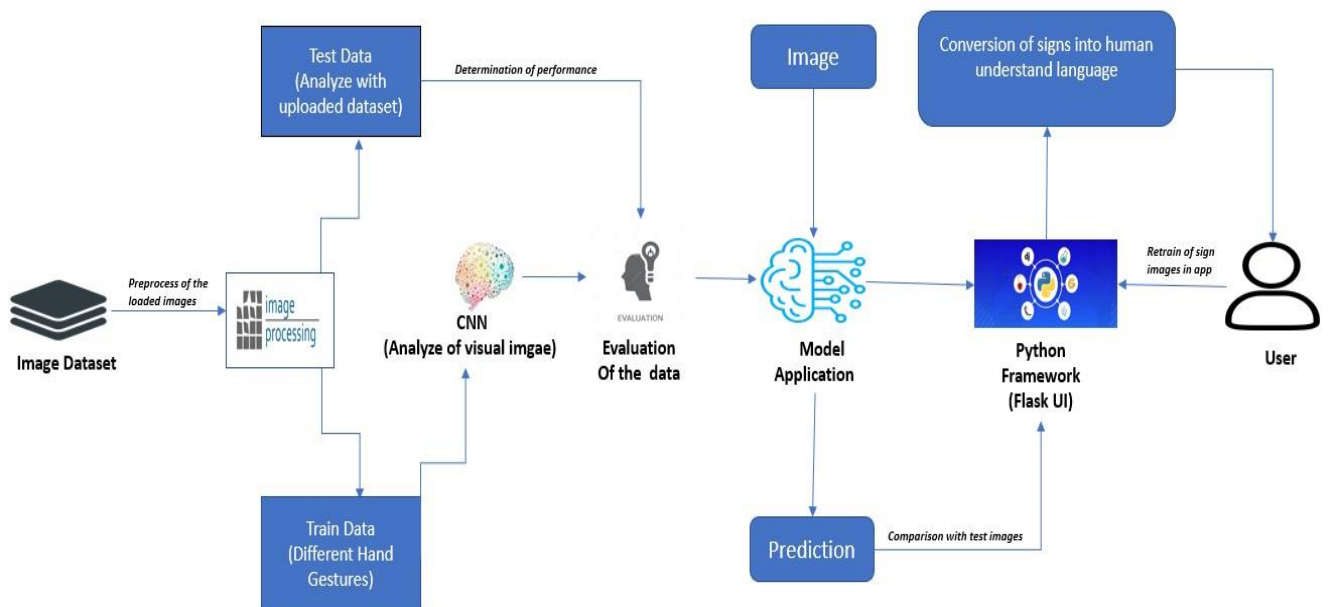 Test Data
(Analyze with
uploaded dataset)
Determination of performance
Image
Conversion of signs into human
understand language
Preprocess of the
loaded images
image
processing
Image Dataset
CNN
(Analyze of visual imgae)
EVALUATION
Evaluation
Of the data
Model
Application
Python
Framework
(Flask UI)
Retrain of sign
images in app
User
Train Data
(Different Hand
Gestures)
Prediction
Comparison with test images